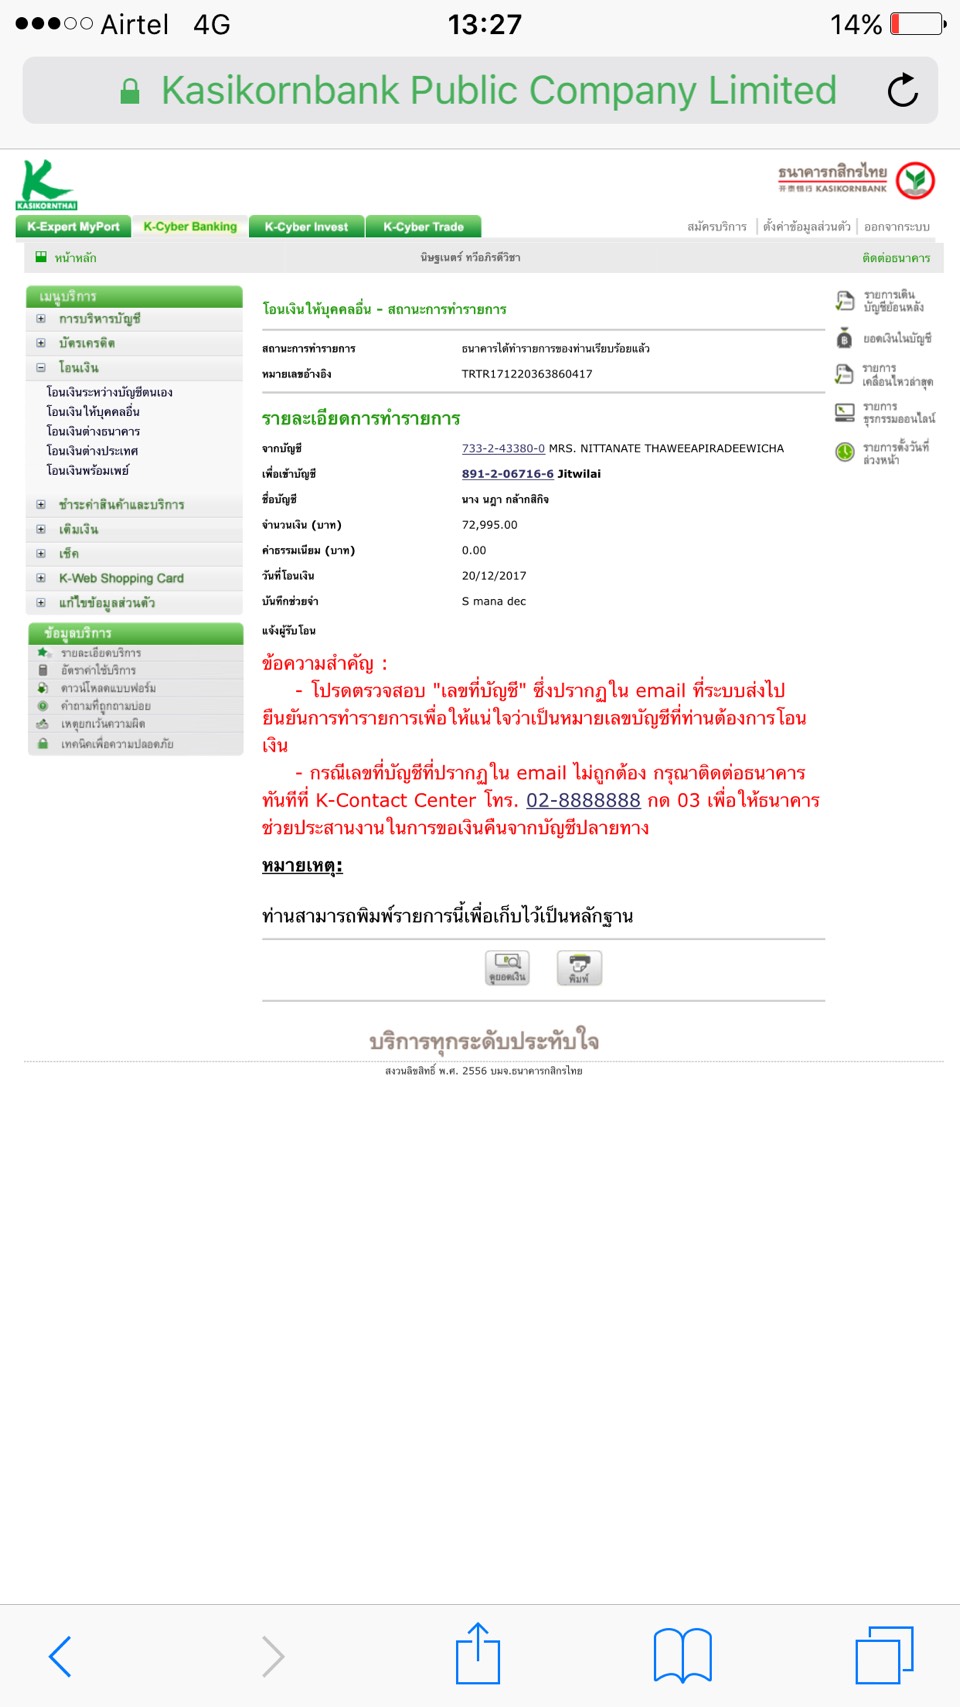 Airtel 4G 13:27 14%
Kasikornbank Public Company Limited
KASIKORNTHAI
ธนาคารกสิกรไทย
开泰银行 KASIKORNBANK
K-Expert MyPort K-Cyber Banking K-Cyber Invest K-Cyber Trade
สมัครบริการ ตั้งค่าข้อมูลส่วนตัว ออกจากระบบ
หน้าหลัก นิษฐเนตร์ ทวีอภิรดีวิชา ติดต่อธนาคาร
เมนูบริการ
การบริหารบัญชี
บัตรเครดิต
โอนเงิน
โอนเงินระหว่างบัญชีตนเอง
โอนเงินให้บุคคลอื่น
โอนเงินต่างธนาคาร
โอนเงินต่างประเทศ
โอนเงินพร้อมเพย์
ชำระค่าสินค้าและบริการ
เติมเงิน
เช็ค
K-Web Shopping Card
แก้ไขข้อมูลส่วนตัว
ข้อมูลบริการ
รายละเอียดบริการ
อัตราค่าใช้บริการ
ดาวน์โหลดแบบฟอร์ม
คำถามที่ถูกถามบ่อย
เหตุยกเว้นความผิด
เทคนิคเพื่อความปลอดภัย
โอนเงินให้บุคคลอื่น - สถานะการทำรายการ
สถานะการทำรายการ ธนาคารได้ทำรายการของท่านเรียบร้อยแล้ว
หมายเลขอ้างอิง TRTR171220363860417
รายละเอียดการทำรายการ
จากบัญชี 733-2-43380-0 MRS. NITTANATE THAWEEAPIRADEEWICHA
เพื่อเข้าบัญชี 891-2-06716-6 Jitwilai
ชื่อบัญชี นาง นฎา กล้ากสิกิจ
จำนวนเงิน (บาท) 72,995.00
ค่าธรรมเนียม (บาท) 0.00
วันที่โอนเงิน 20/12/2017
บันทึกช่วยจำ S mana dec
แจ้งผู้รับโอน
ข้อความสำคัญ :
- โปรดตรวจสอบ "เลขที่บัญชี" ซึ่งปรากฏใน email ที่ระบบส่งไป
ยืนยันการทำรายการเพื่อให้แน่ใจว่าเป็นหมายเลขบัญชีที่ท่านต้องการโอน
เงิน
- กรณีเลขที่บัญชีที่ปรากฏใน email ไม่ถูกต้อง กรุณาติดต่อธนาคาร
ทันทีที่ K-Contact Center โทร. 02-8888888 กด 03 เพื่อให้ธนาคาร
ช่วยประสานงานในการขอเงินคืนจากบัญชีปลายทาง
หมายเหตุ:
ท่านสามารถพิมพ์รายการนี้เพื่อเก็บไว้เป็นหลักฐาน
ดูยอดเงิน พิมพ์
รายการเดิน
บัญชีย้อนหลัง
ยอดเงินในบัญชี
รายการ
เคลื่อนไหวล่าสุด
รายการ
ธุรกรรมออนไลน์
รายการตั้งวันที่
ล่วงหน้า
บริการทุกระดับประทับใจ
สงวนลิขสิทธิ์ พ.ศ. 2556 บมจ.ธนาคารกสิกรไทย